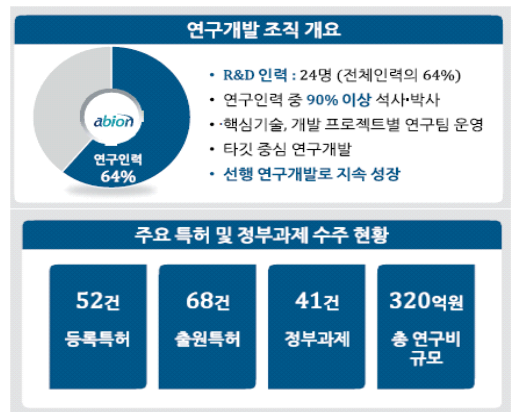 연구개발 조직 개요
abion
연구인력
64%
• R&D 인력 : 24명 (전체인력의 64%)
• 연구인력 중 90% 이상 석사•박사
• ·핵심기술, 개발 프로젝트별 연구팀 운영
• 타깃 중심 연구개발
• 선행 연구개발로 지속 성장
주요 특허 및 정부과제 수주 현황
52건
등록특허
68건
출원특허
41건
정부과제
320억원
총 연구비
규모